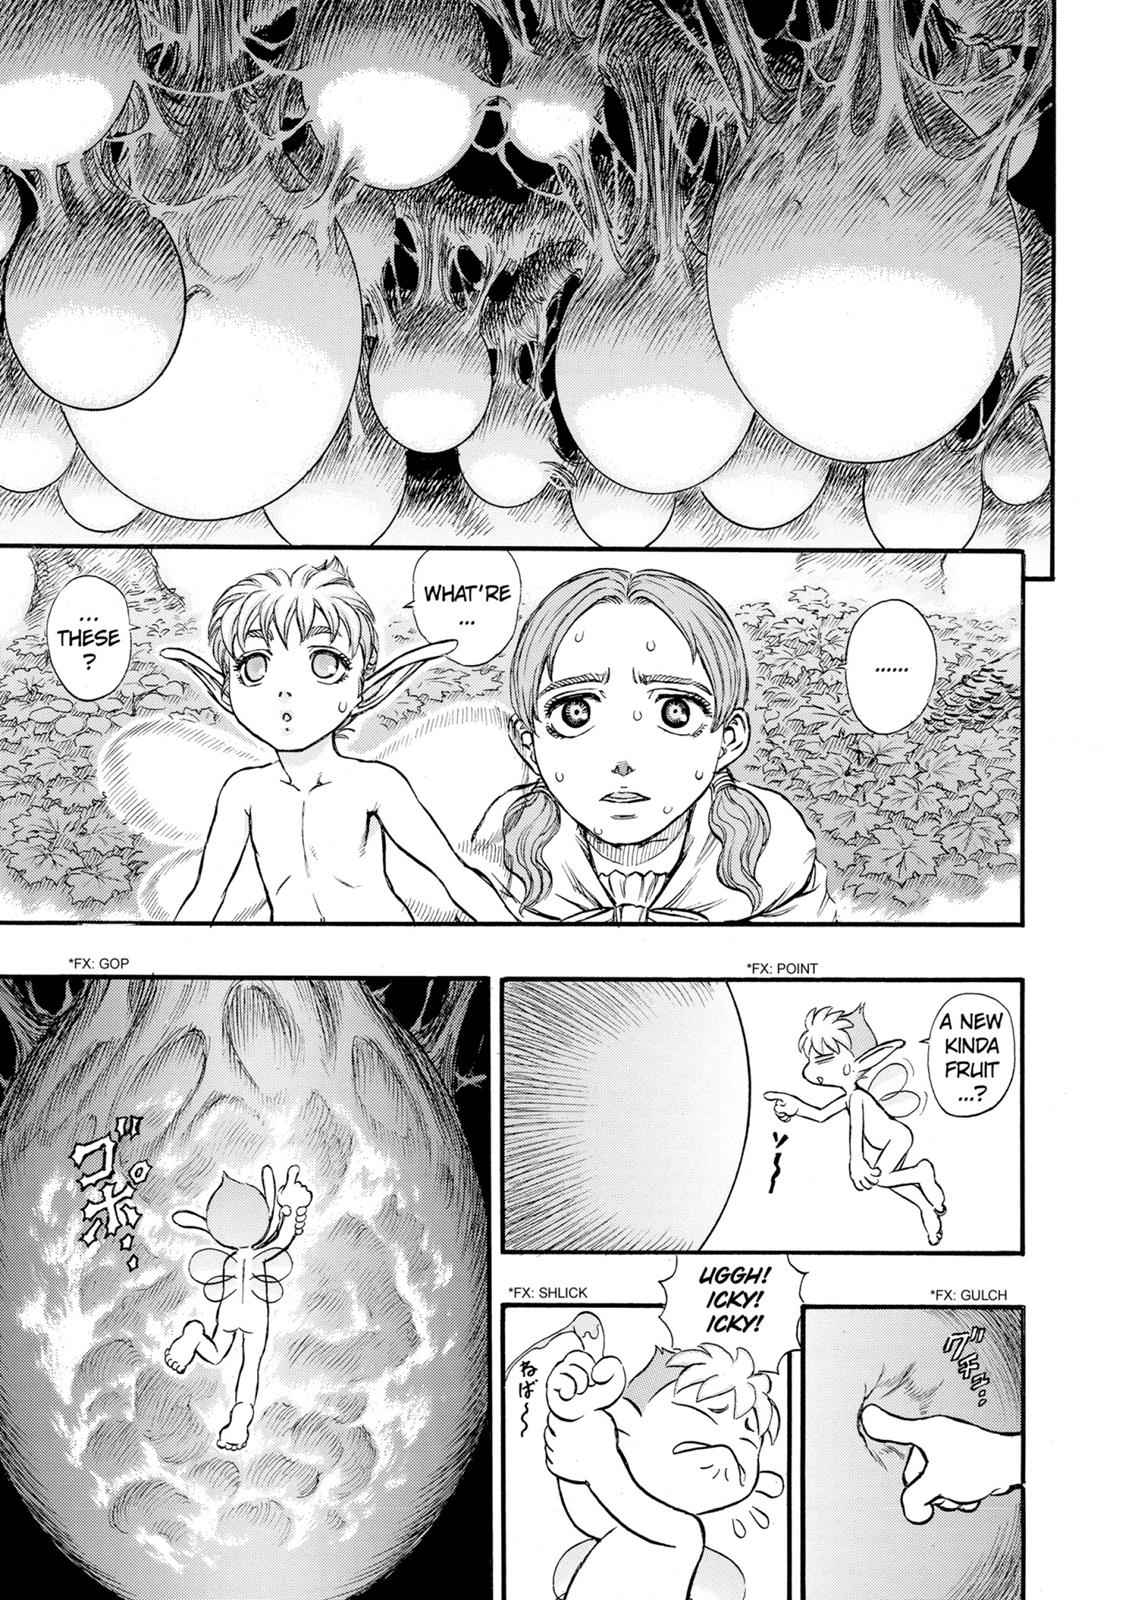 ......
WHAT'RE
...
...
THESE
?
*FX: POINT
A NEW
KINDA
FRUIT
...?
ツ〜
*FX: GULCH
グチッ
UGGH!
ICKY!
ICKY!
*FX: SHLICK
ねば〜
*FX: GOP
ゴポ